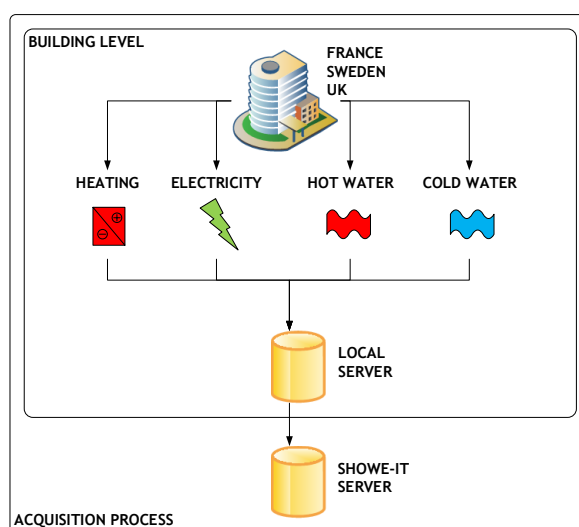 BUILDING LEVEL
FRANCE
SWEDEN
UK
HEATING
ELECTRICITY
HOT WATER
COLD WATER
LOCAL
SERVER
SHOWE-IT
SERVER
ACQUISITION PROCESS